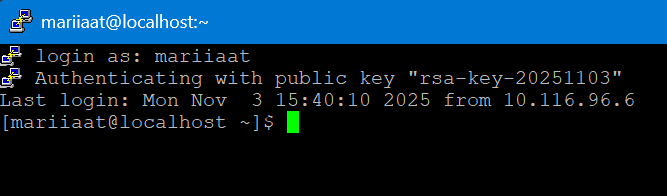 mariiaat@localhost:~
login as: mariiaat
Authenticating with public key "rsa-key-20251103"
Last login: Mon Nov  3 15:40:10 2025 from 10.116.96.6
[mariiaat@localhost ~]$